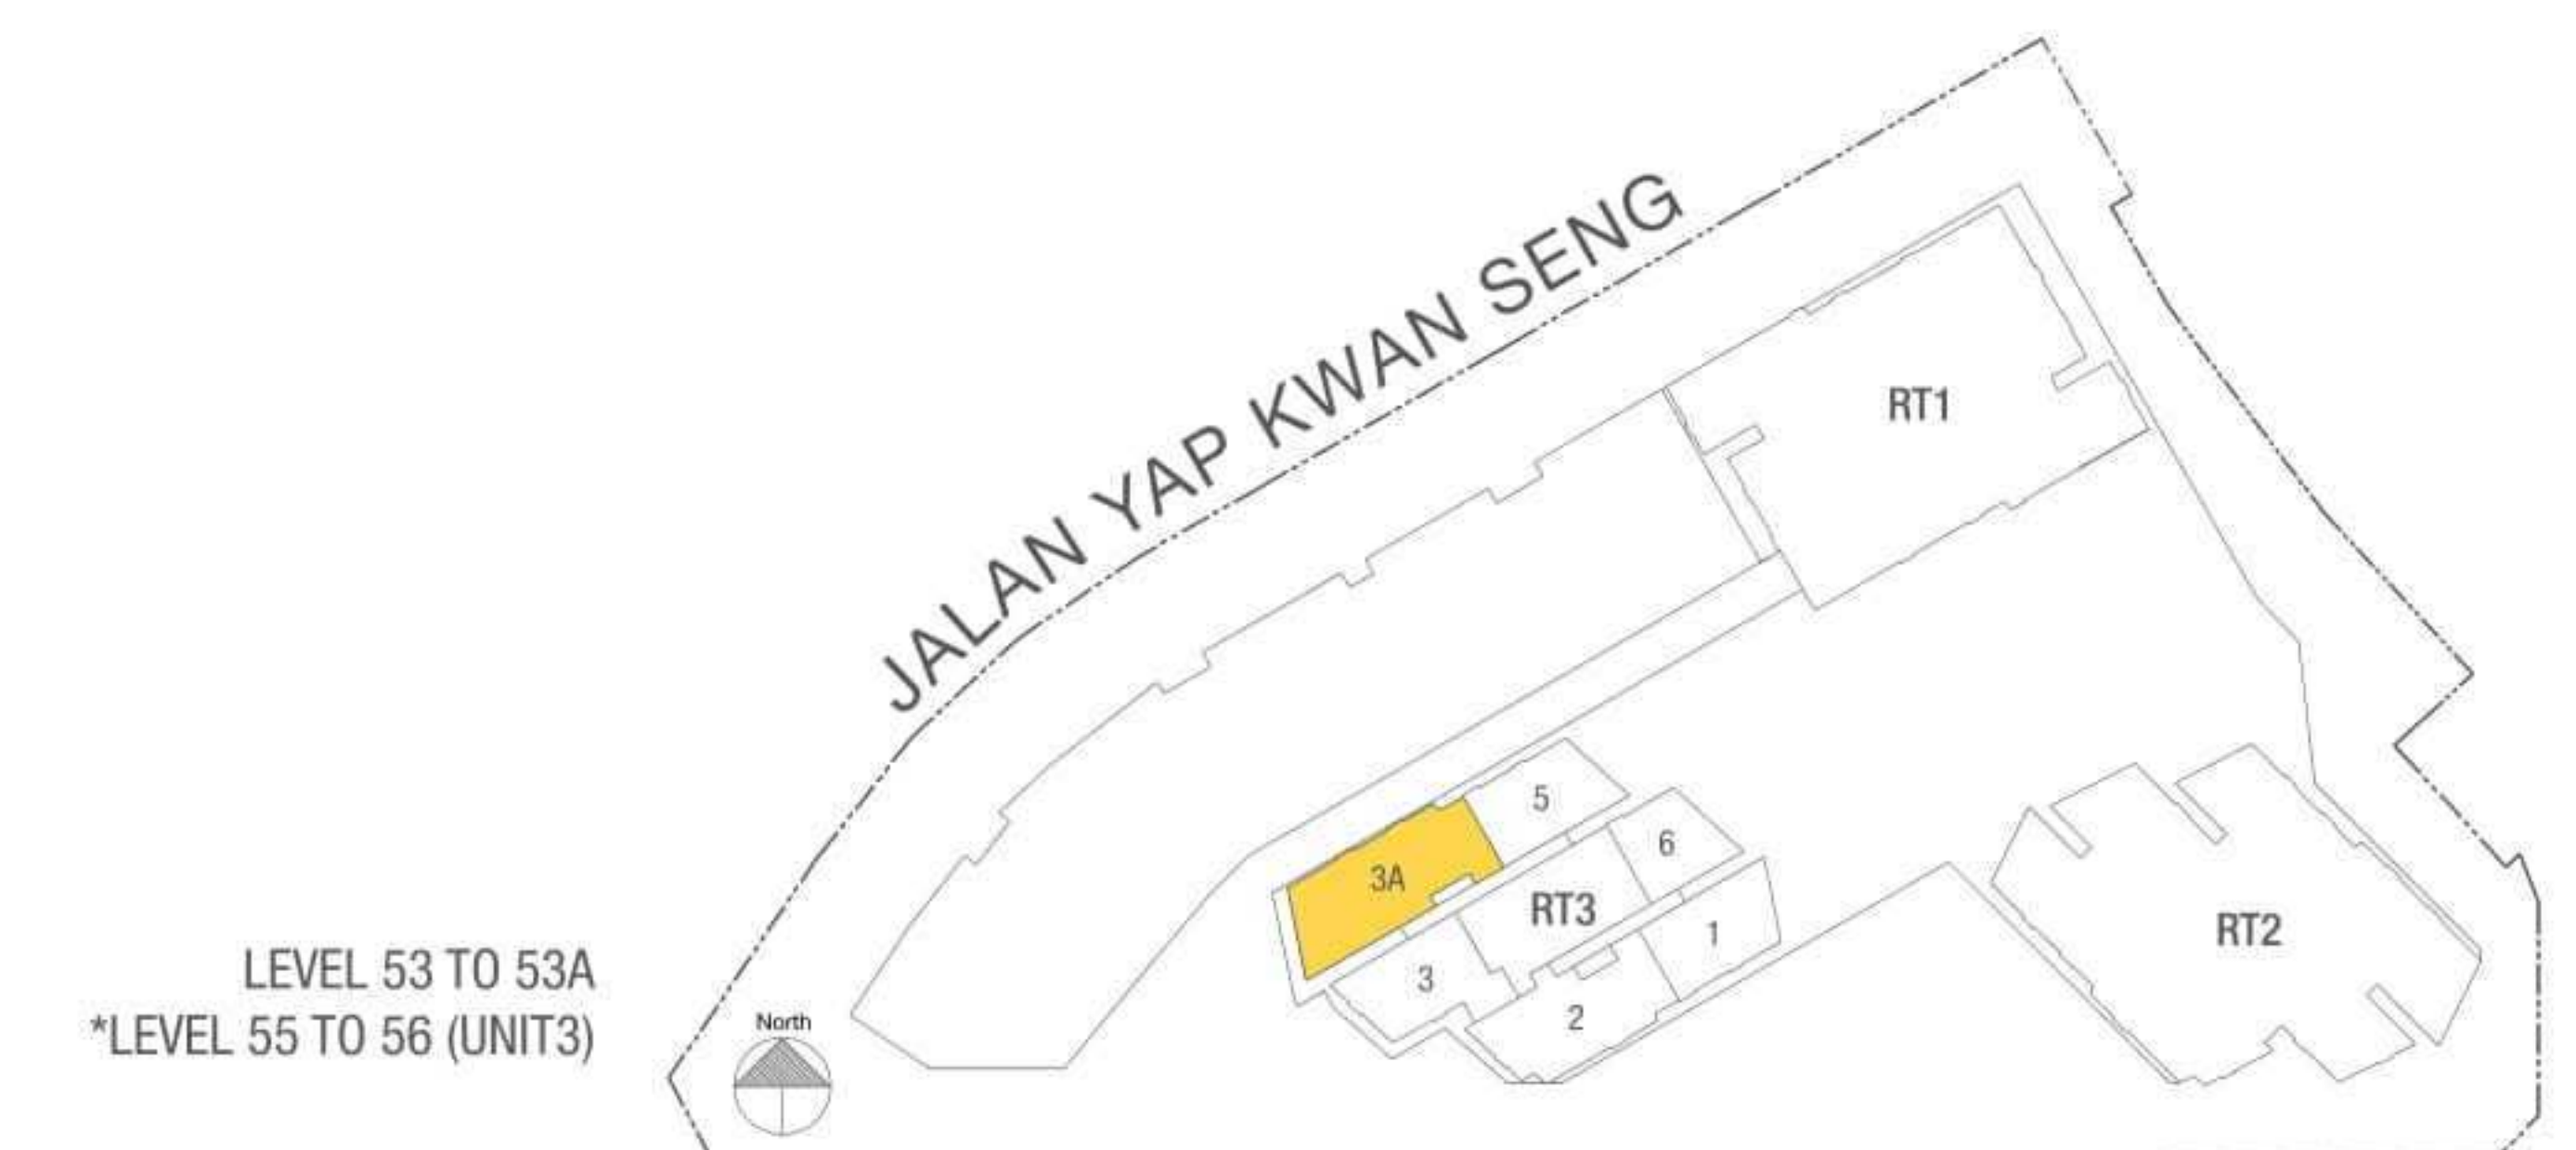 JALAN YAP KWAN SENG
RT1
5
6
3A
RT3
1
RT2
3
2
LEVEL 53 TO 53A
*LEVEL 55 TO 56 (UNIT3)
North